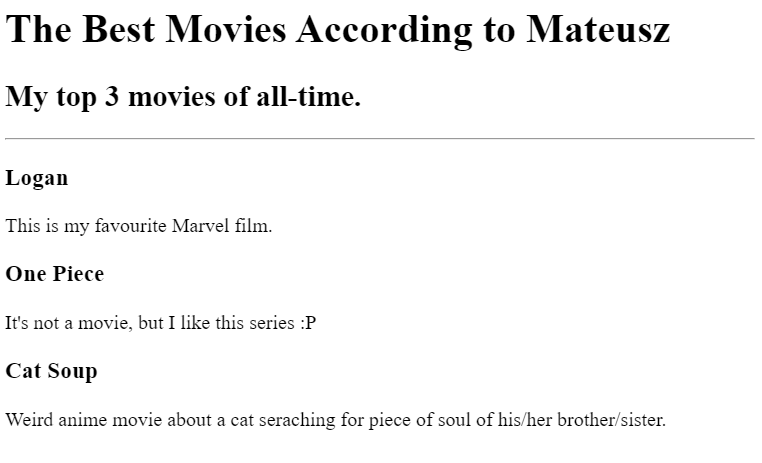 The Best Movies According to Mateusz
My top 3 movies of all-time.
Logan
This is my favourite Marvel film.
One Piece
It's not a movie, but I like this series :P
Cat Soup
Weird anime movie about a cat seraching for piece of soul of his/her brother/sister.